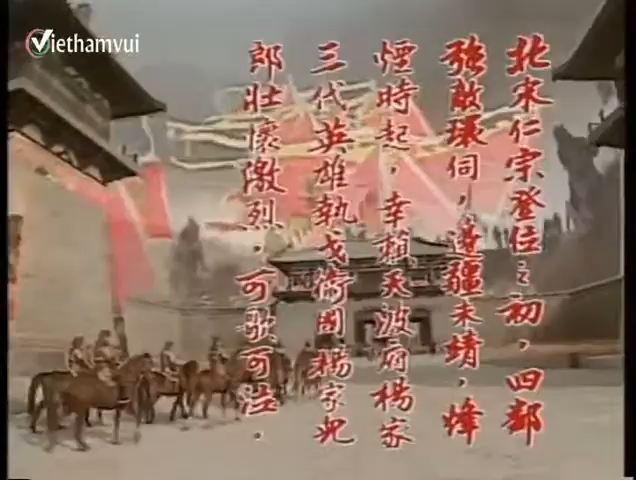 Viethamvui
北宋仁宗登位之初，四鄰
強敵環伺，邊疆未靖，烽
煙時起，幸賴天波府楊家
三代英雄執戈衛國楊家兒
郎壯懷激烈，可歌可泣．